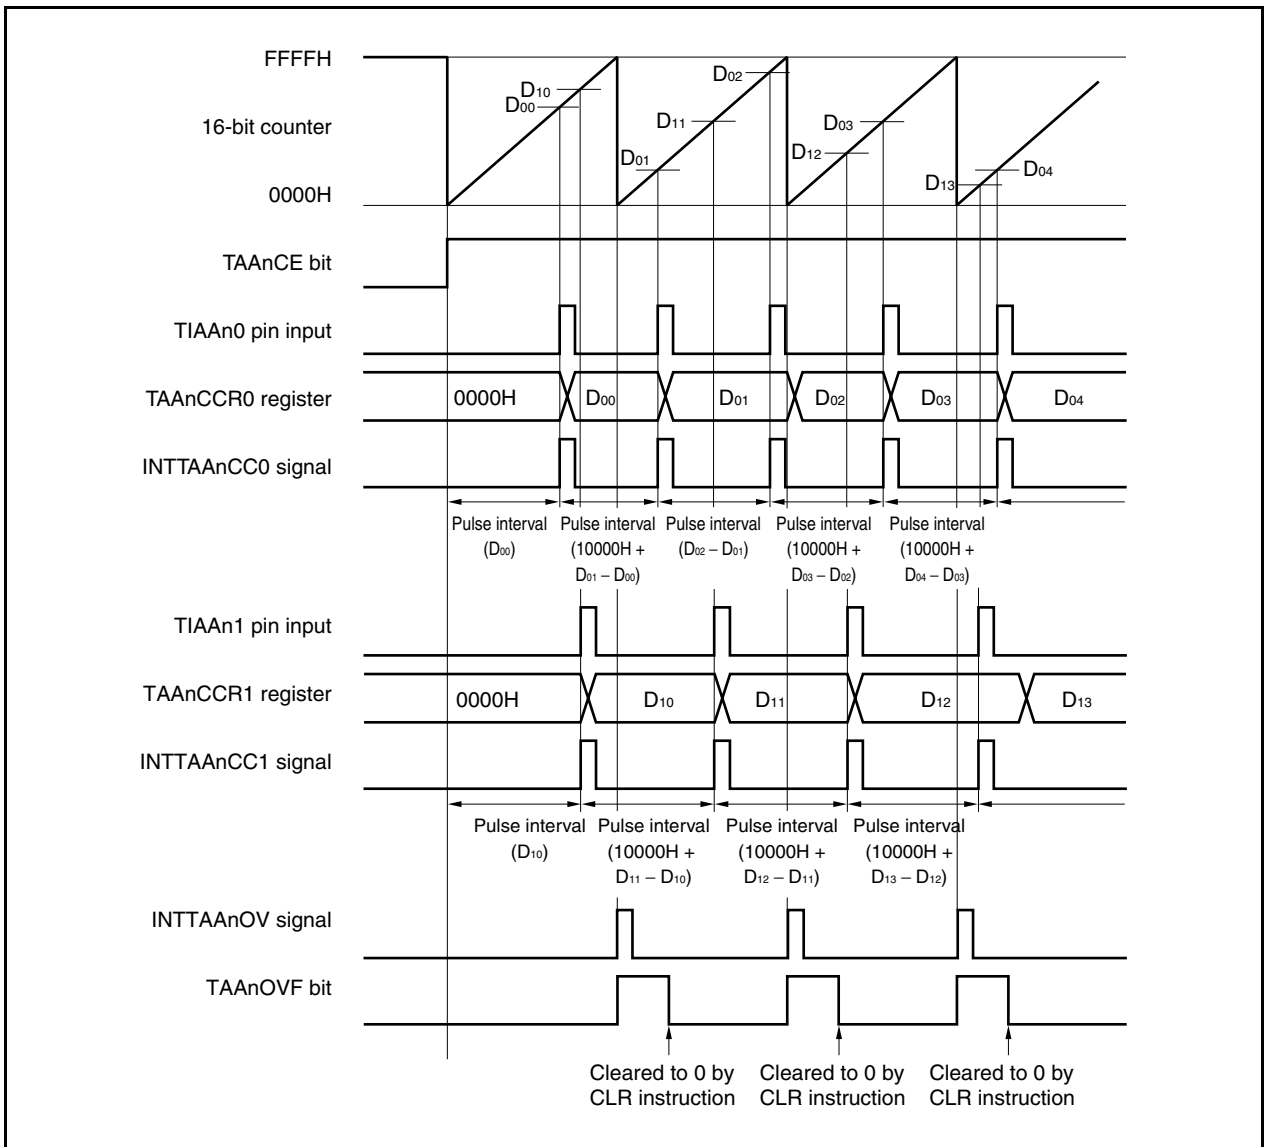 FFFFH
D10
D00
D02
16-bit counter
D11
D03
D01
D12
0000H
D13
D04
TAAnCE bit
TIAAn0 pin input
TAAnCCR0 register
0000H
D00
D01
D02
D03
D04
INTTAAnCC0 signal
Pulse interval
(D00)
Pulse interval
(10000H +
D01 – D00)
Pulse interval
(D02 – D01)
Pulse interval
(10000H +
D03 – D02)
Pulse interval
(10000H +
D04 – D03)
TIAAn1 pin input
TAAnCCR1 register
0000H
D10
D11
D12
D13
INTTAAnCC1 signal
Pulse interval
(D10)
Pulse interval
(10000H +
D11 – D10)
Pulse interval
(10000H +
D12 – D11)
Pulse interval
(10000H +
D13 – D12)
INTTAAnOV signal
TAAnOVF bit
Cleared to 0 by
CLR instruction
Cleared to 0 by
CLR instruction
Cleared to 0 by
CLR instruction